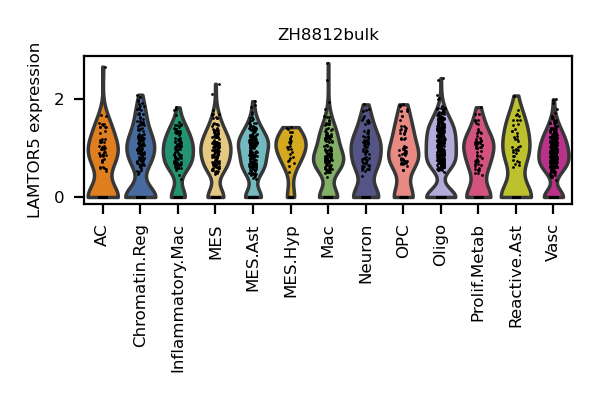 ZH8812bulk
LAMTOR5 expression
2
0
AC
Chromatin.Reg
Inflammatory.Mac
MES
MES.Ast
MES.Hyp
Mac
Neuron
OPC
Oligo
Prolif.Metab
Reactive.Ast
Vasc